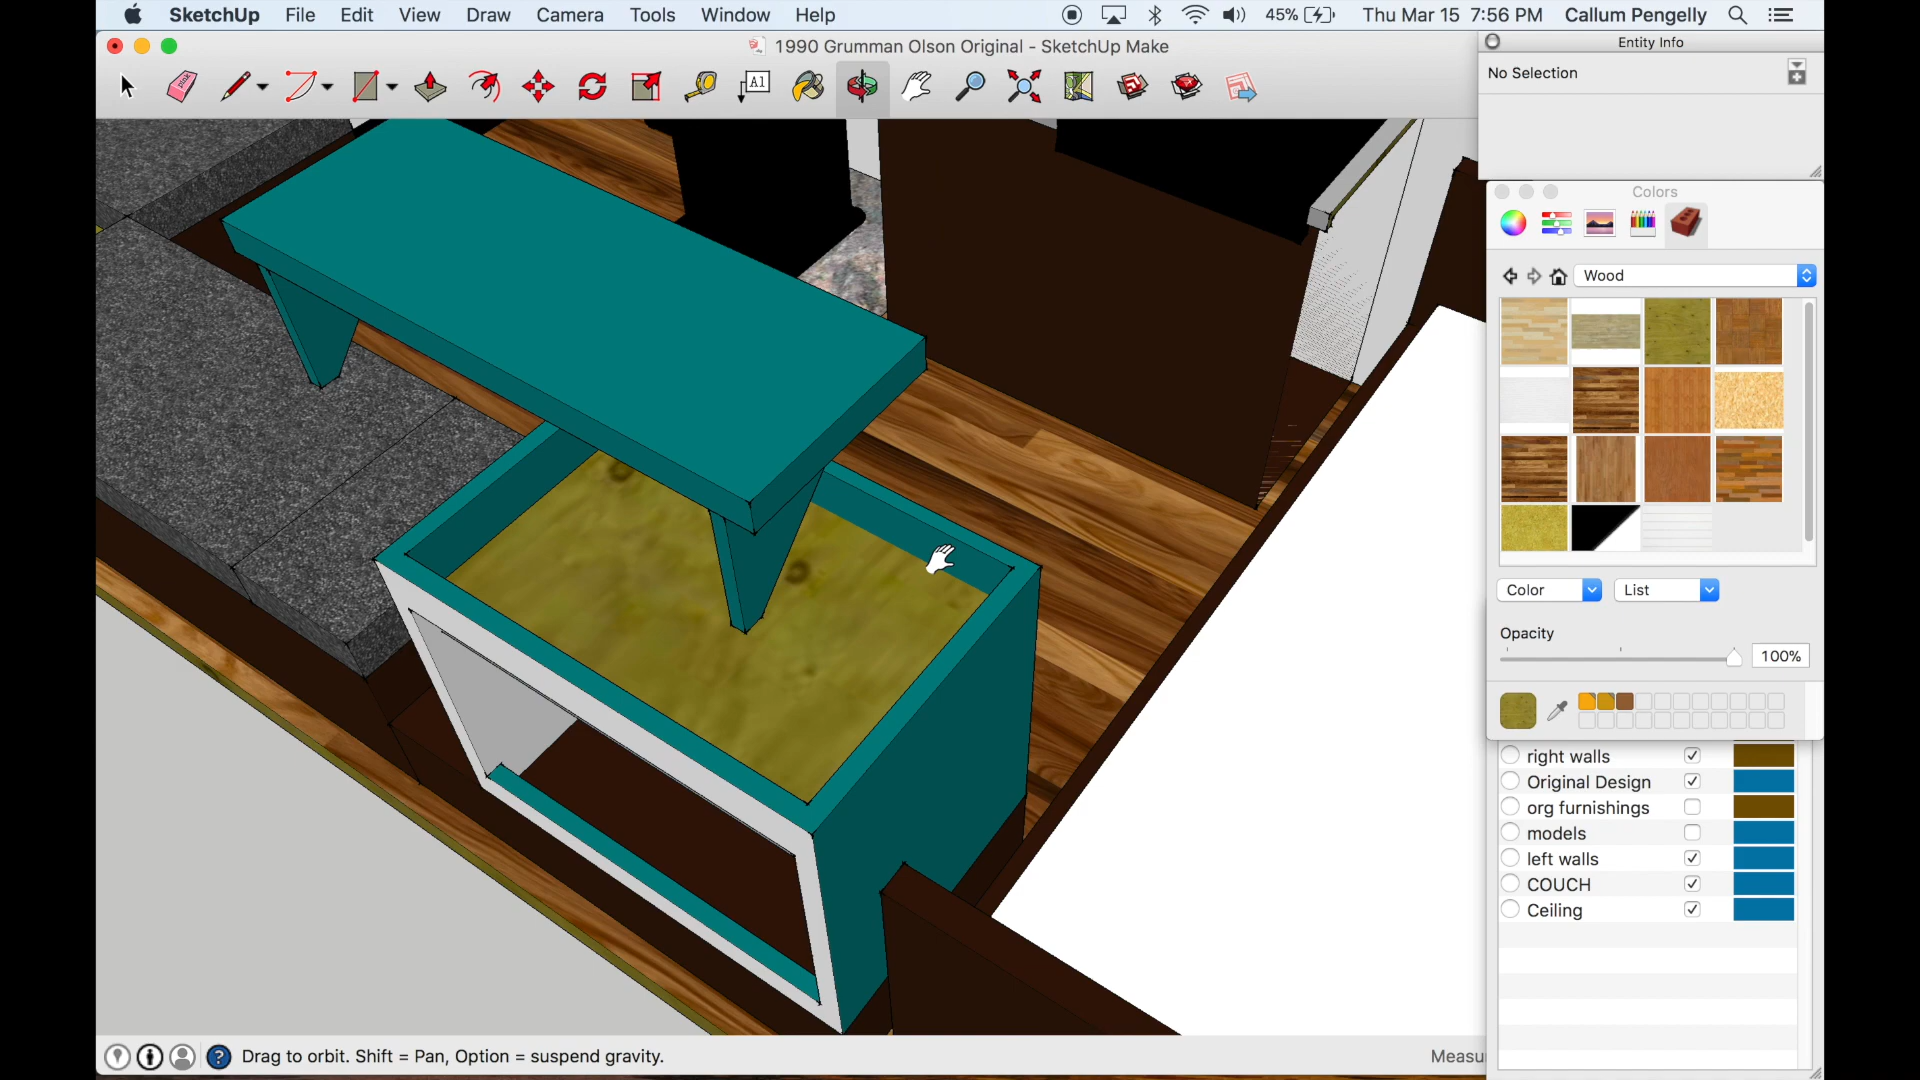 SketchUp File Edit View Draw Camera Tools Window Help 45% Thu Mar 15 7:56 PM Callum Pengelly
1990 Grumman Olson Original - SketchUp Make
A1
Entity Info
No Selection
Colors
Wood
Color List
Opacity
100%
right walls
Original Design
org furnishings
models
left walls
COUCH
Ceiling
? Drag to orbit. Shift = Pan, Option = suspend gravity. Measu